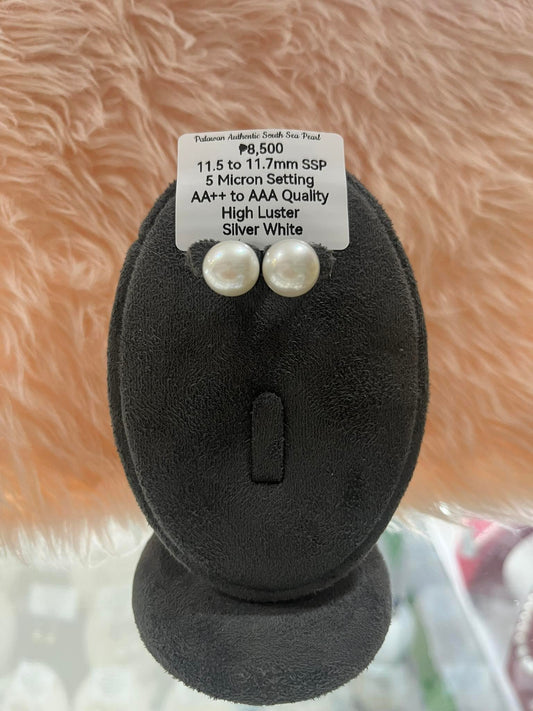 Palawan Authentic South Sea Pearl
₱8,500
11.5 to 11.7mm SSP
5 Micron Setting
AA++ to AAA Quality
High Luster
Silver White